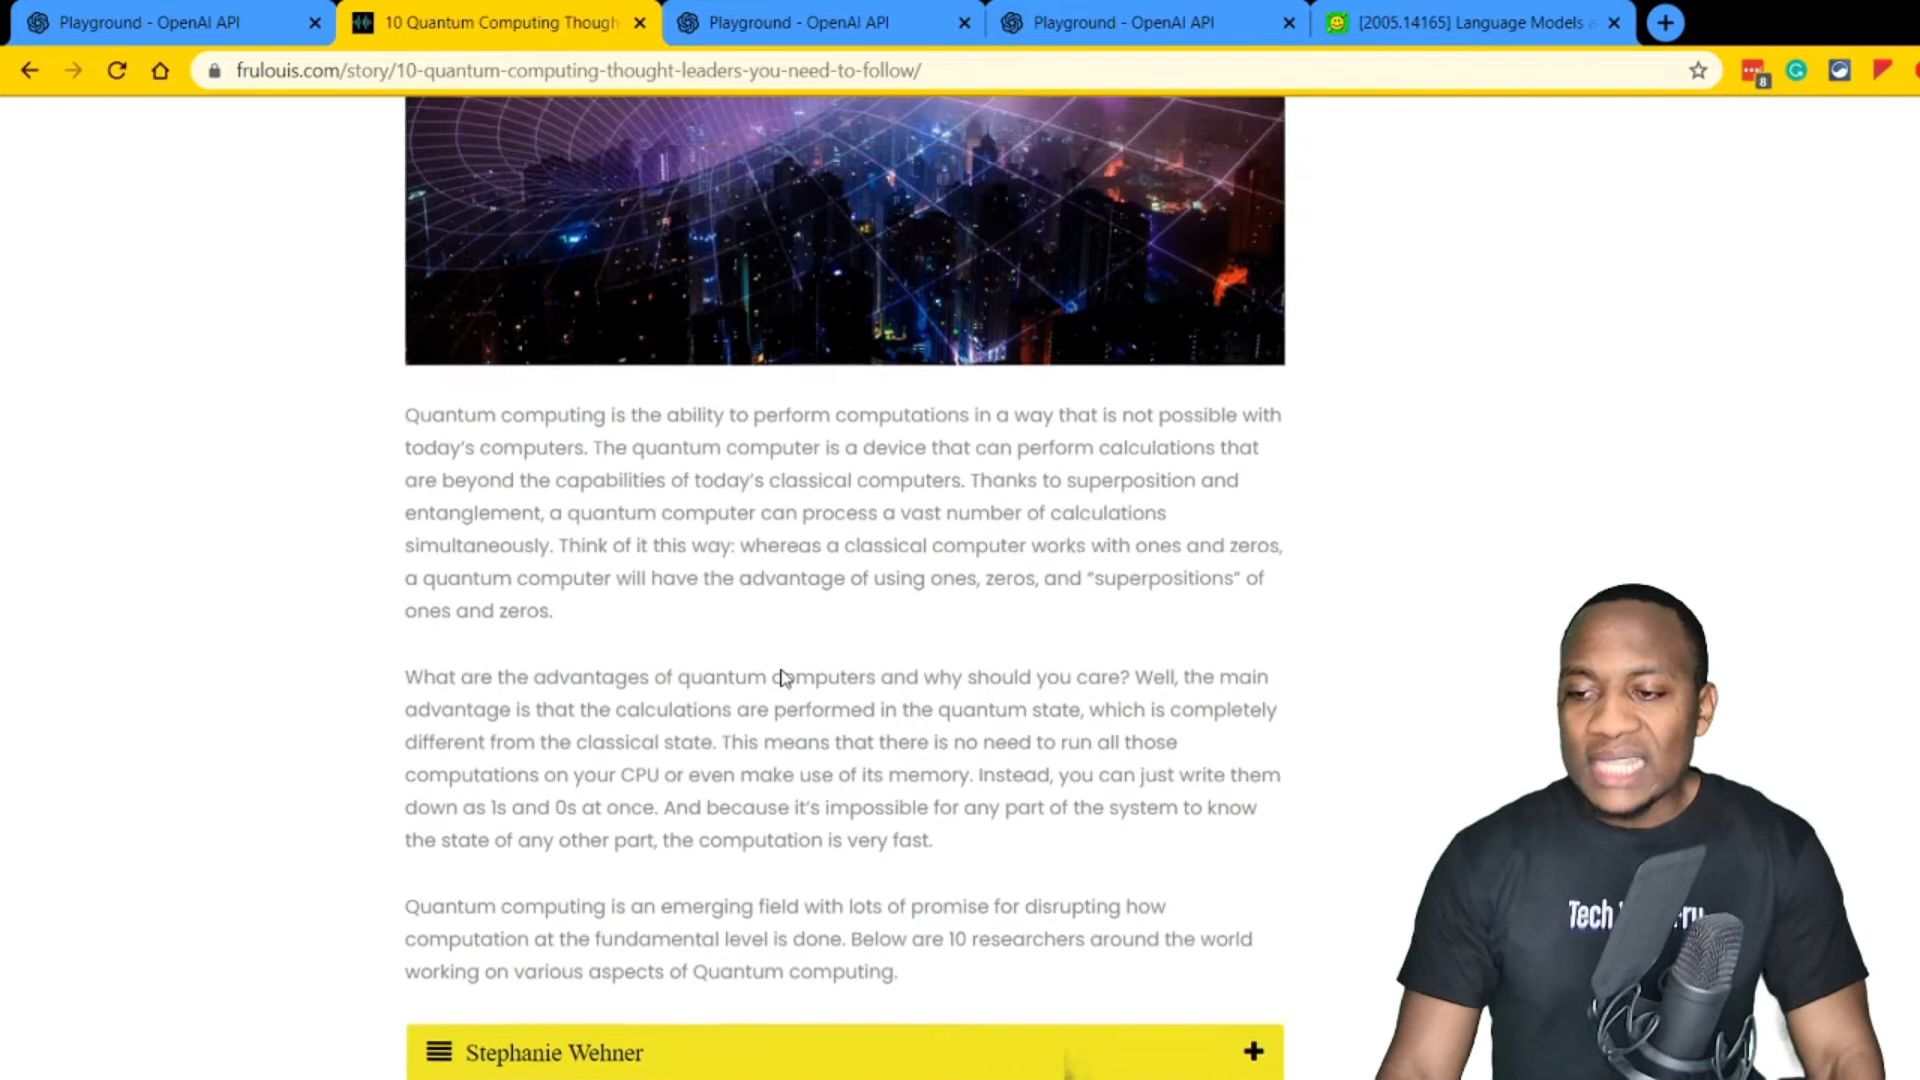 Playground - OpenAI API
10 Quantum Computing Though
Playground - OpenAI API
Playground - OpenAI API
[2005.14165] Language Models a
frulouis.com/story/10-quantum-computing-thought-leaders-you-need-to-follow/
8
Quantum computing is the ability to perform computations in a way that is not possible with
today's computers. The quantum computer is a device that can perform calculations that
are beyond the capabilities of today's classical computers. Thanks to superposition and
entanglement, a quantum computer can process a vast number of calculations
simultaneously. Think of it this way: whereas a classical computer works with ones and zeros,
a quantum computer will have the advantage of using ones, zeros, and “superpositions” of
ones and zeros.
What are the advantages of quantum computers and why should you care? Well, the main
advantage is that the calculations are performed in the quantum state, which is completely
different from the classical state. This means that there is no need to run all those
computations on your CPU or even make use of its memory. Instead, you can just write them
down as 1s and 0s at once. And because it's impossible for any part of the system to know
the state of any other part, the computation is very fast.
Quantum computing is an emerging field with lots of promise for disrupting how
computation at the fundamental level is done. Below are 10 researchers around the world
working on various aspects of Quantum computing.
Stephanie Wehner
Tech